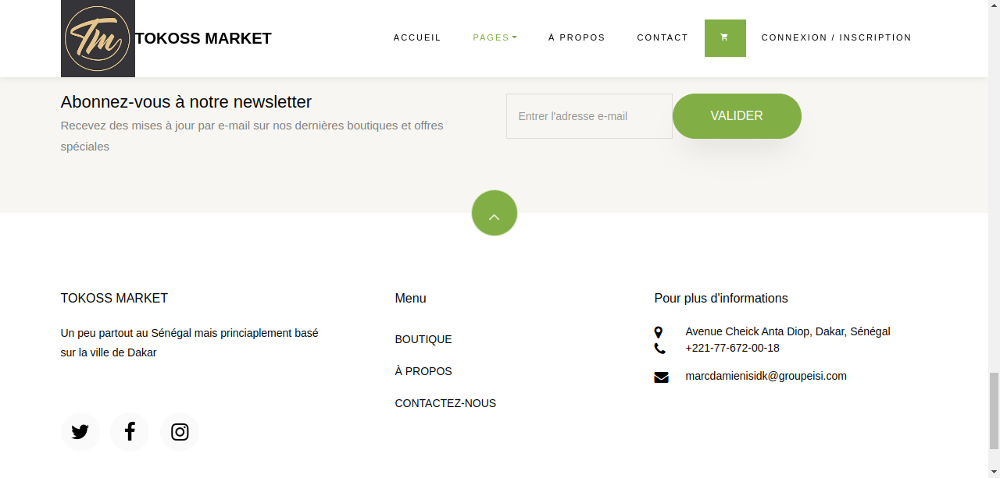 Tm
TOKOSS MARKET
ACCUEIL
PAGES
À PROPOS
CONTACT
CONNEXION / INSCRIPTION
Abonnez-vous à notre newsletter
Recevez des mises à jour par e-mail sur nos dernières boutiques et offres
spéciales
Entrer l'adresse e-mail
VALIDER
TOKOSS MARKET
Un peu partout au Sénégal mais princiaplement basé
sur la ville de Dakar
Menu
BOUTIQUE
À PROPOS
CONTACTEZ-NOUS
Pour plus d'informations
Avenue Cheick Anta Diop, Dakar, Sénégal
+221-77-672-00-18
marcdamienisidk@groupeisi.com